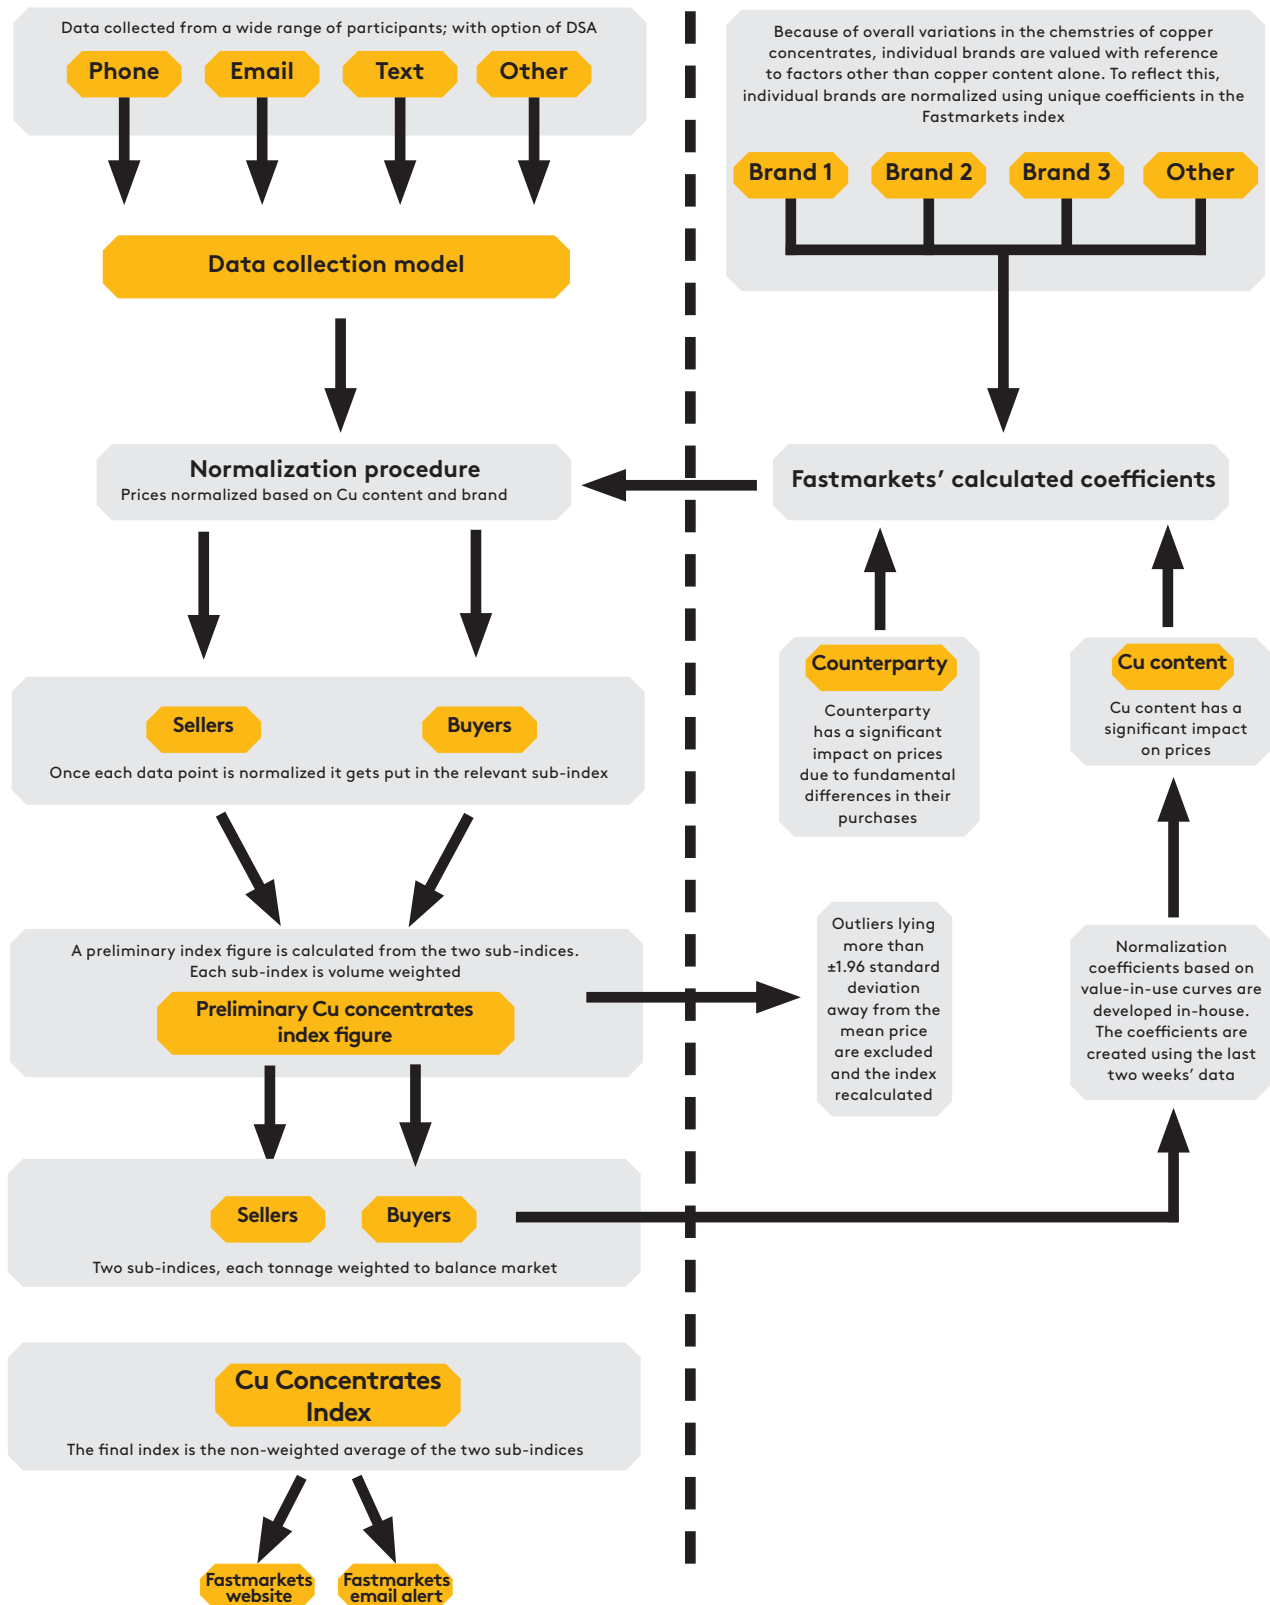 Data collected from a wide range of participants; with option of DSA
Phone
Email
Text
Other
Data collection model
Normalization procedure
Prices normalized based on Cu content and brand
Sellers
Buyers
Once each data point is normalized it gets put in the relevant sub-index
A preliminary index figure is calculated from the two sub-indices.
Each sub-index is volume weighted
Preliminary Cu concentrates
index figure
Sellers
Buyers
Two sub-indices, each tonnage weighted to balance market
Cu Concentrates
Index
The final index is the non-weighted average of the two sub-indices
Fastmarkets
website
Fastmarkets
email alert
Because of overall variations in the chemstries of copper
concentrates, individual brands are valued with reference
to factors other than copper content alone. To reflect this,
individual brands are normalized using unique coefficients in the
Fastmarkets index
Brand 1
Brand 2
Brand 3
Other
Fastmarkets’ calculated coefficients
Counterparty
Counterparty
has a significant
impact on prices
due to fundamental
differences in their
purchases
Cu content
Cu content has a
significant impact
on prices
Outliers lying
more than
±1.96 standard
deviation
away from the
mean price
are excluded
and the index
recalculated
Normalization
coefficients based on
value-in-use curves are
developed in-house.
The coefficients are
created using the last
two weeks’ data